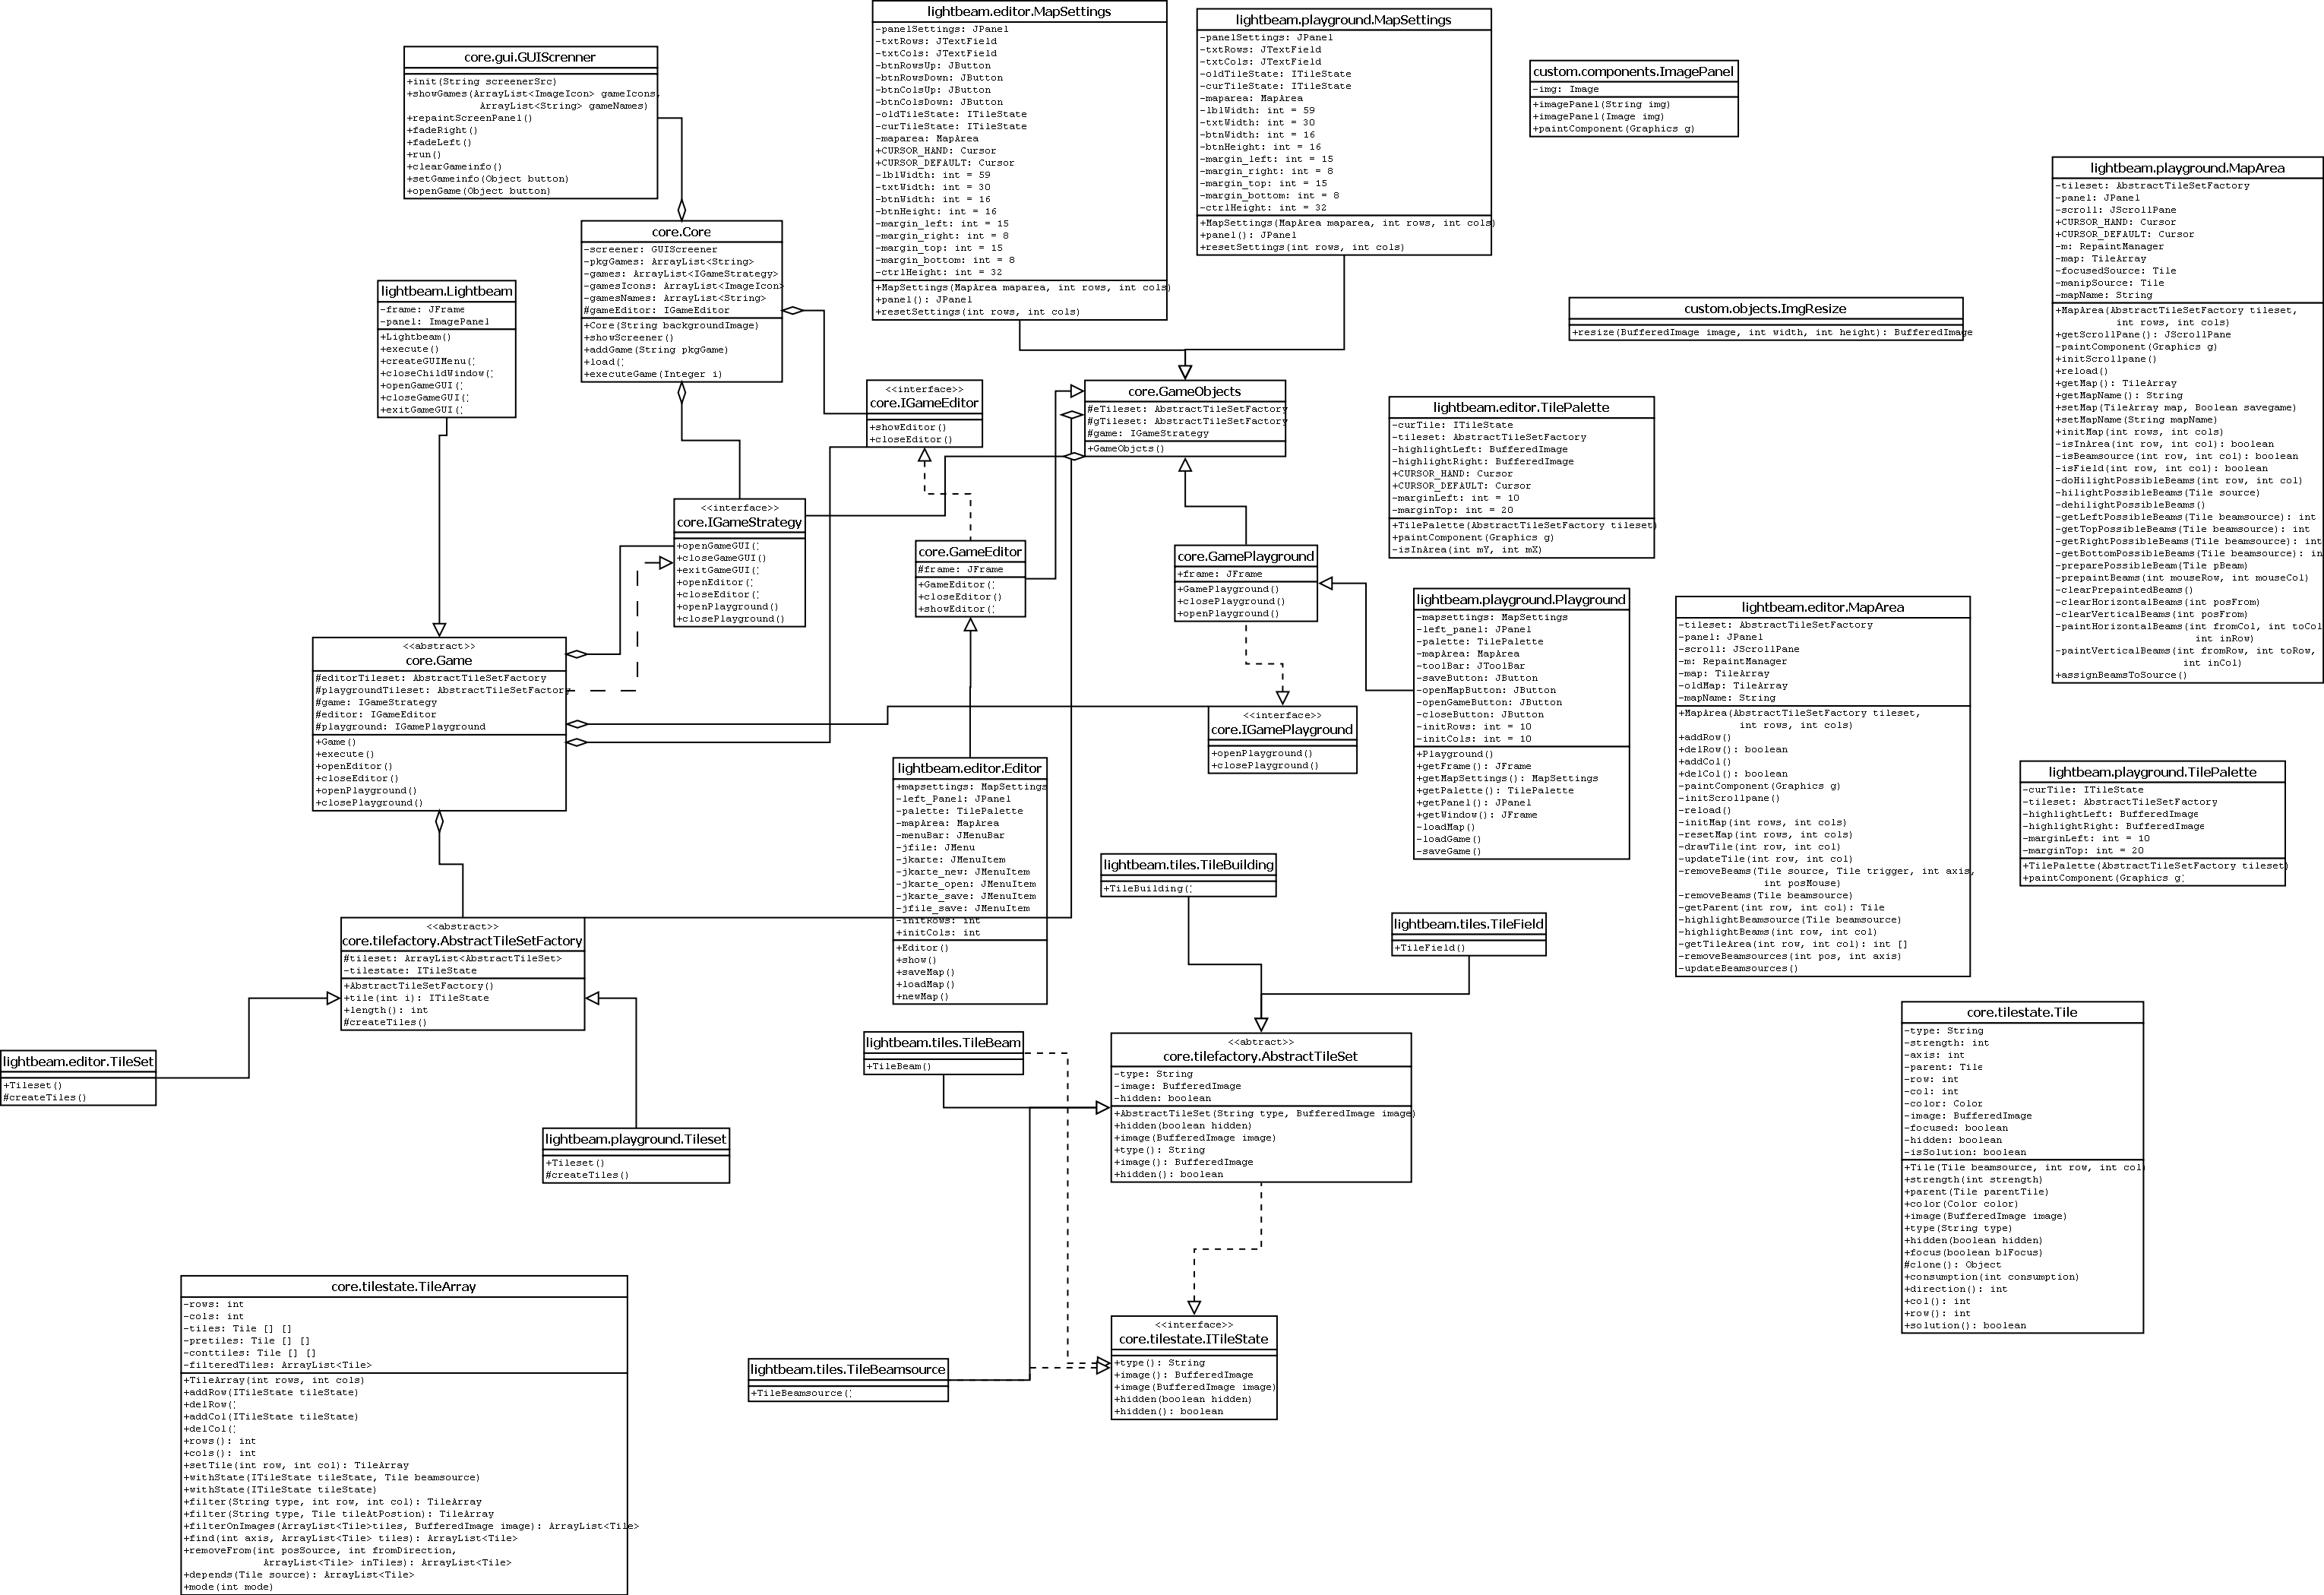 lightbeam.editor.MapSettings
-panelSettings: JPanel
-txtRows: JTextField
-txtCols: JTextField
-btnRowsUp: JButton
-btnRowsDown: JButton
-btnColsUp: JButton
-btnColsDown: JButton
-oldTileState: ITileState
-curTileState: ITileState
-maparea: MapArea
+CURSOR_HAND: Cursor
+CURSOR_DEFAULT: Cursor
-lblWidth: int = 59
-txtWidth: int = 30
-btnWidth: int = 16
-btnHeight: int = 16
-margin_left: int = 15
-margin_right: int = 8
-margin_top: int = 15
-margin_bottom: int = 8
-ctrlHeight: int = 32
+MapSettings(MapArea maparea, int rows, int cols)
+panel(): JPanel
+resetSettings(int rows, int cols)
lightbeam.playground.MapSettings
-panelSettings: JPanel
-txtRows: JTextField
-txtCols: JTextField
-oldTileState: ITileState
-curTileState: ITileState
-maparea: MapArea
-lblWidth: int = 59
-txtWidth: int = 30
-btnWidth: int = 16
-btnHeight: int = 16
-margin_left: int = 15
-margin_right: int = 8
-margin_top: int = 15
-margin_bottom: int = 8
-ctrlHeight: int = 32
+MapSettings(MapArea maparea, int rows, int cols)
+panel(): JPanel
+resetSettings(int rows, int cols)
core.gui.GUIScrenner
+init(String screenerSrc)
+showGames(ArrayList<ImageIcon> gameIcons,
ArrayList<String> gameNames)
+repaintScreenPanel()
+fadeRight()
+fadeLeft()
+run()
+clearGameinfo()
+setGameinfo(Object button)
+openGame(Object button)
custom.components.ImagePanel
-img: Image
+imagePanel(String img)
+imagePanel(Image img)
+paintComponent(Graphics g)
lightbeam.playground.MapArea
-tileset: AbstractTileSetFactory
-panel: JPanel
-scroll: JScrollPane
+CURSOR_HAND: Cursor
+CURSOR_DEFAULT: Cursor
-m: RepaintManager
-map: TileArray
-focusedSource: Tile
-manipSource: Tile
-mapName: String
+MapArea(AbstractTileSetFactory tileset,
int rows, int cols)
+getScrollPane(): JScrollPane
-paintComponent(Graphics g)
+initScrollpane()
+reload()
+getMap(): TileArray
+getMapName(): String
+setMap(TileArray map, Boolean savegame)
+setMapName(String mapName)
+initMap(int rows, int cols)
-isInArea(int row, int col): boolean
-isBeamsource(int row, int col): boolean
-isField(int row, int col): boolean
-doHilightPossibleBeams(int row, int col)
-hilightPossibleBeams(Tile source)
-dehilightPossibleBeams()
-getLeftPossibleBeams(Tile beamsource): int
-getTopPossibleBeams(Tile beamsource): int
-getRightPossibleBeams(Tile beamsource): int
-getBottomPossibleBeams(Tile beamsource): in
-preparePossibleBeam(Tile pBeam)
-prepaintBeams(int mouseRow, int mouseCol)
-clearPrepaintedBeams()
-clearHorizontalBeams(int posFrom)
-clearVerticalBeams(int posFrom)
-paintHorizontalBeams(int fromCol, int toCol
int inRow)
-paintVerticalBeams(int fromRow, int toRow,
int inCol)
+assignBeamsToSource()
core.Core
-screener: GUIScreener
-pkgGames: ArrayList<String>
-games: ArrayList<IGameStrategy>
-gamesIcons: ArrayList<ImageIcon>
-gamesNames: ArrayList<String>
#gameEditor: IGameEditor
+Core(String backgroundImage)
+showScreener()
+addGame(String pkgGame)
+load()
+executeGame(Integer i)
lightbeam.Lightbeam
-frame: JFrame
-panel: ImagePanel
+Lightbeam()
+execute()
+createGUIMenu()
+closeChildWindow()
+openGameGUI()
+closeGameGUI()
+exitGameGUI()
custom.objects.ImgResize
+resize(BufferedImage image, int width, int height): BufferedImage
<<interface>>
core.IGameEditor
+showEditor()
+closeEditor()
core.GameObjects
#eTileset: AbstractTileSetFactory
#gTileset: AbstractTileSetFactory
#game: IGameStrategy
+GameObjcts()
lightbeam.editor.TilePalette
-curTile: ITileState
-tileset: AbstractTileSetFactory
-highlightLeft: BufferedImage
-highlightRight: BufferedImage
+CURSOR_HAND: Cursor
+CURSOR_DEFAULT: Cursor
-marginLeft: int = 10
-marginTop: int = 20
+TilePalette(AbstractTileSetFactory tileset)
+paintComponent(Graphics g)
-isInArea(int mY, int mX)
<<interface>>
core.IGameStrategy
+openGameGUI()
+closeGameGUI()
+exitGameGUI()
+openEditor()
+closeEditor()
+openPlayground()
+closePlayground()
core.GameEditor
#frame: JFrame
+GameEditor()
+closeEditor()
+showEditor()
core.GamePlayground
+frame: JFrame
+GamePlayground()
+closePlayground()
+openPlayground()
lightbeam.playground.Playground
-mapsettings: MapSettings
-left_panel: JPanel
-palette: TilePalette
-mapArea: MapArea
-toolBar: JToolBar
-saveButton: JButton
-openMapButton: JButton
-openGameButton: JButton
-closeButton: JButton
-initRows: int = 10
-initCols: int = 10
+Playground()
+getFrame(): JFrame
+getMapSettings(): MapSettings
+getPalette(): TilePalette
+getPanel(): JPanel
+getWindow(): JFrame
-loadMap()
-loadGame()
-saveGame()
lightbeam.editor.MapArea
-tileset: AbstractTileSetFactory
-panel: JPanel
-scroll: JScrollPane
-m: RepaintManager
-map: TileArray
-oldMap: TileArray
-mapName: String
+MapArea(AbstractTileSetFactory tileset,
int rows, int cols)
+addRow()
+delRow(): boolean
+addCol()
+delCol(): boolean
-paintComponent(Graphics g)
-initScrollpane()
-reload()
-initMap(int rows, int cols)
-resetMap(int rows, int cols)
-drawTile(int row, int col)
-updateTile(int row, int col)
-removeBeams(Tile source, Tile trigger, int axis,
int posMouse)
-removeBeams(Tile beamsource)
-getParent(int row, int col): Tile
-highlightBeamsource(Tile beamsource)
-highlightBeams(int row, int col)
-getTileArea(int row, int col): int []
-removeBeamsources(int pos, int axis)
-updateBeamsources()
<<abstract>>
core.Game
#editorTileset: AbstractTileSetFactory
#playgroundTileset: AbstractTileSetFactory
#game: IGameStrategy
#editor: IGameEditor
#playground: IGamePlayground
+Game()
+execute()
+openEditor()
+closeEditor()
+openPlayground()
+closePlayground()
<<interface>>
core.IGamePlayground
+openPlayground()
+closePlayground()
lightbeam.editor.Editor
+mapsettings: MapSettings
-left_Panel: JPanel
-palette: TilePalette
-mapArea: MapArea
-menuBar: JMenuBar
-jfile: JMenu
-jkarte: JMenuItem
-jkarte_new: JMenuItem
-jkarte_open: JMenuItem
-jkarte_save: JMenuItem
-jfile_save: JMenuItem
-initRows: int
+initCols: int
+Editor()
+show()
+saveMap()
+loadMap()
+newMap()
lightbeam.playground.TilePalette
-curTile: ITileState
-tileset: AbstractTileSetFactory
-highlightLeft: BufferedImage
-highlightRight: BufferedImage
-marginLeft: int = 10
-marginTop: int = 20
+TilePalette(AbstractTileSetFactory tileset)
+paintComponent(Graphics g)
lightbeam.tiles.TileBuilding
+TileBuilding()
lightbeam.tiles.TileField
+TileField()
<<abstract>>
core.tilefactory.AbstractTileSetFactory
#tileset: ArrayList<AbstractTileSet>
-tilestate: ITileState
+AbstractTileSetFactory()
+tile(int i): ITileState
+length(): int
#createTiles()
lightbeam.editor.TileSet
+Tileset()
#createTiles()
lightbeam.playground.Tileset
+Tileset()
#createTiles()
lightbeam.tiles.TileBeam
+TileBeam()
<<abtract>>
core.tilefactory.AbstractTileSet
-type: String
-image: BufferedImage
-hidden: boolean
+AbstractTileSet(String type, BufferedImage image)
+hidden(boolean hidden)
+image(BufferedImage image)
+type(): String
+image(): BufferedImage
+hidden(): boolean
core.tilestate.Tile
-type: String
-strength: int
-axis: int
-parent: Tile
-row: int
-col: int
-color: Color
-image: BufferedImage
-focused: boolean
-hidden: boolean
-isSolution: boolean
+Tile(Tile beamsource, int row, int col)
+strength(int strength)
+parent(Tile parentTile)
+color(Color color)
+image(BufferedImage image)
+type(String type)
+hidden(boolean hidden)
+focus(boolean blFocus)
#clone(): Object
+consumption(int consumption)
+direction(): int
+col(): int
+row(): int
+solution(): boolean
core.tilestate.TileArray
-rows: int
-cols: int
-tiles: Tile [] []
-pretiles: Tile [] []
-conttiles: Tile [] []
-filteredTiles: ArrayList<Tile>
+TileArray(int rows, int cols)
+addRow(ITileState tileState)
+delRow()
+addCol(ITileState tileState)
+delCol()
+rows(): int
+cols(): int
+setTile(int row, int col): TileArray
+withState(ITileState tileState, Tile beamsource)
+withState(ITileState tileState)
+filter(String type, int row, int col): TileArray
+filter(String type, Tile tileAtPostion): TileArray
+filterOnImages(ArrayList<Tile>tiles, BufferedImage image): ArrayList<Tile>
+find(int axis, ArrayList<Tile> tiles): ArrayList<Tile>
+removeFrom(int posSource, int fromDirection,
ArrayList<Tile> inTiles): ArrayList<Tile>
+depends(Tile source): ArrayList<Tile>
+mode(int mode)
lightbeam.tiles.TileBeamsource
+TileBeamsource()
<<interface>>
core.tilestate.ITileState
+type(): String
+image(): BufferedImage
+image(BufferedImage image)
+hidden(boolean hidden)
+hidden(): boolean